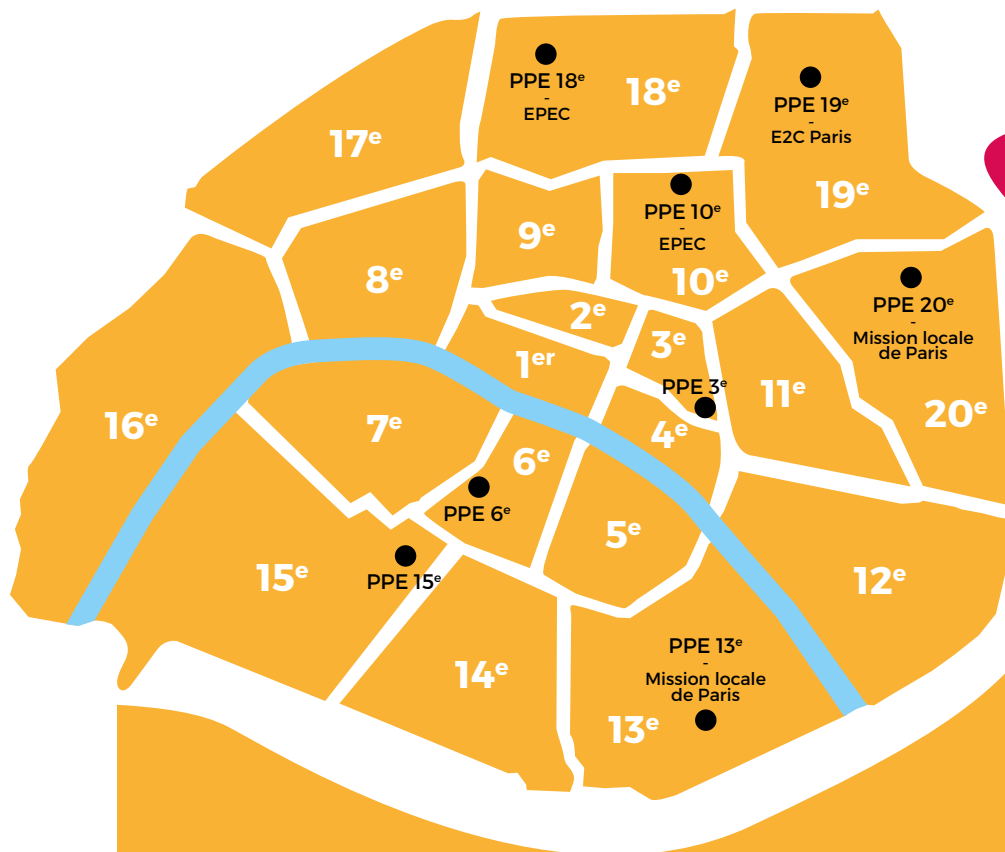 PPE 18e
-
EPEC
18e
PPE 19e
-
E2C Paris
19e
17e
9e
PPE 10e
-
EPEC
10e
8e
2e
1er
3e
PPE 3e
PPE 20e
-
Mission locale
de Paris
20e
11e
16e
7e
6e
PPE 6e
4e
5e
15e
PPE 15e
12e
14e
PPE 13e
-
Mission locale
de Paris
13e